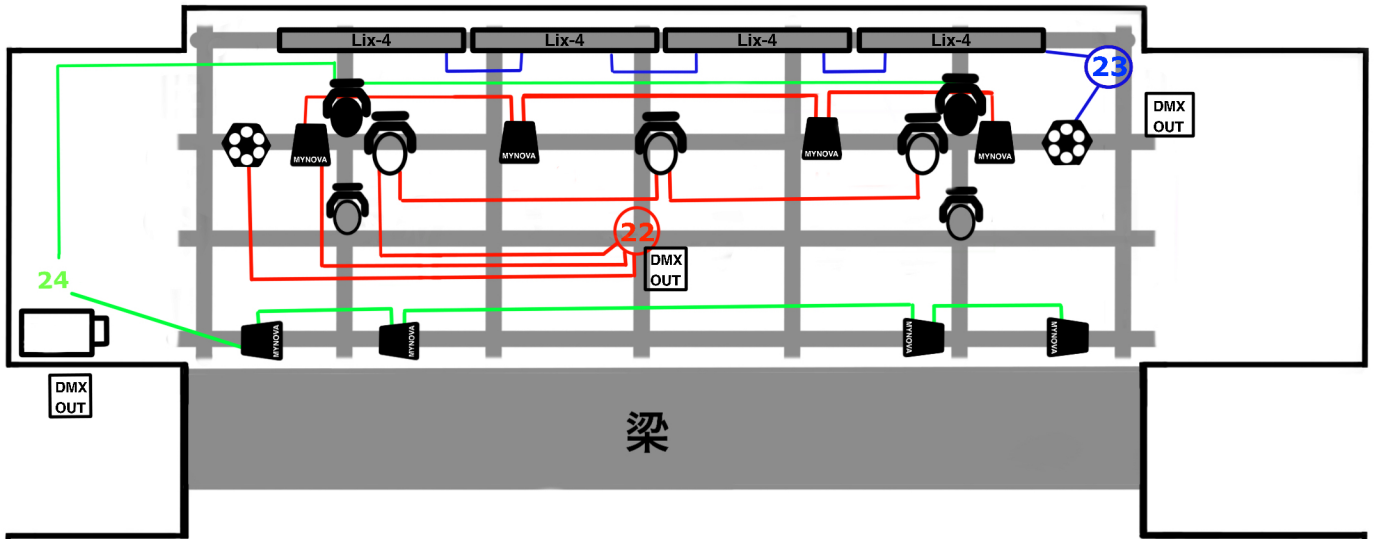 Lix-4
Lix-4
Lix-4
Lix-4
23
DMX
OUT
MYNOVA
MYNOVA
MYNOVA
MYNOVA
22
DMX
OUT
24
MYNOVA
MYNOVA
MYNOVA
MYNOVA
DMX
OUT
梁